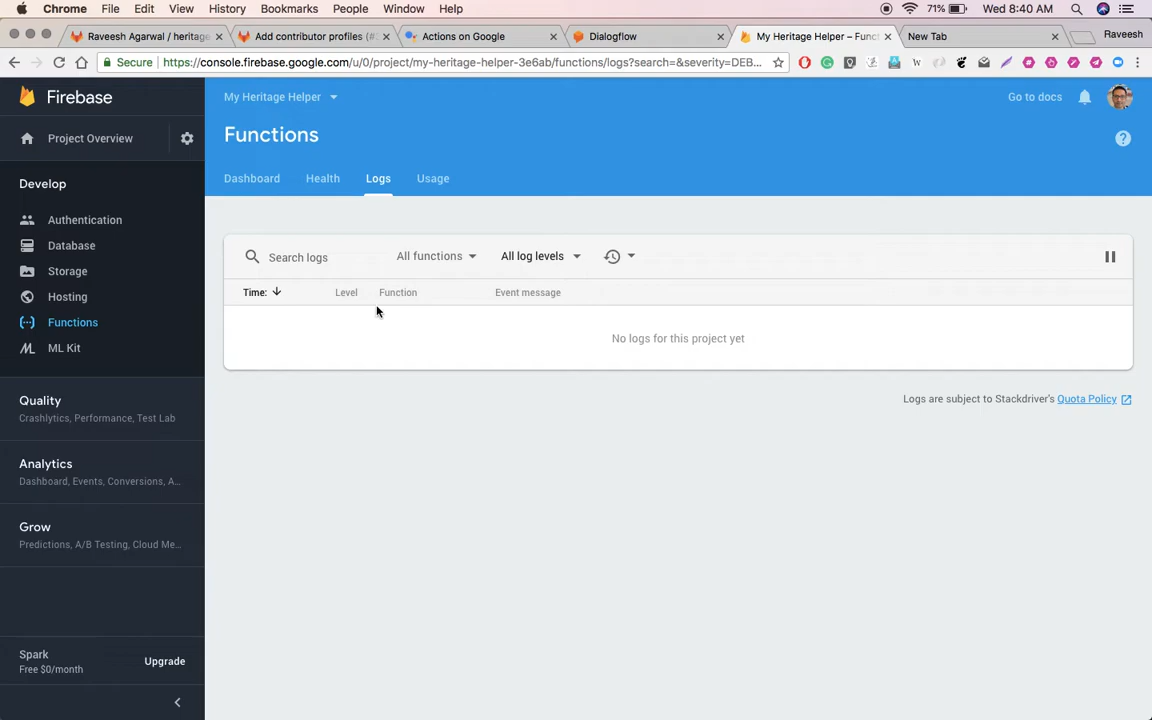 Chrome File Edit View History Bookmarks People Window Help 71% Wed 8:40 AM
Raveesh Agarwal / heritage Add contributor profiles (#: Actions on Google Dialogflow My Heritage Helper – Funct New Tab Raveesh
Secure https://console.firebase.google.com/u/0/project/my-heritage-helper-3e6ab/functions/logs?search=&severity=DEB...
Firebase
My Heritage Helper
Go to docs
Project Overview
Functions
Dashboard Health Logs Usage
Develop
Authentication
Database
Storage
Hosting
Functions
ML Kit
Quality
Crashlytics, Performance, Test Lab
Analytics
Dashboard, Events, Conversions, A...
Grow
Predictions, A/B Testing, Cloud Me...
Spark
Free $0/month
Upgrade
Search logs All functions All log levels
Time: Level Function Event message
No logs for this project yet
Logs are subject to Stackdriver's Quota Policy